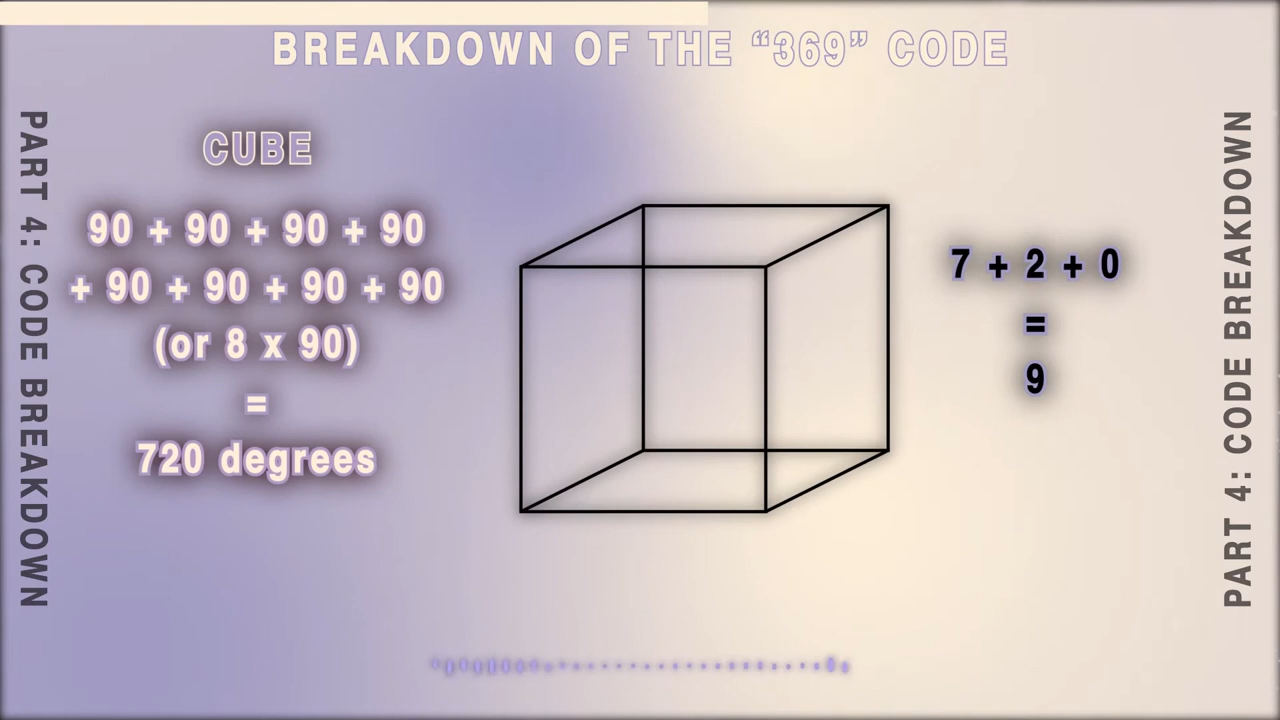 BREAKDOWN OF THE “369” CODE
PART 4: CODE BREAKDOWN
CUBE
90 + 90 + 90 + 90
+ 90 + 90 + 90 + 90
(or 8 x 90)
=
720 degrees
7 + 2 + 0
=
9
PART 4: CODE BREAKDOWN